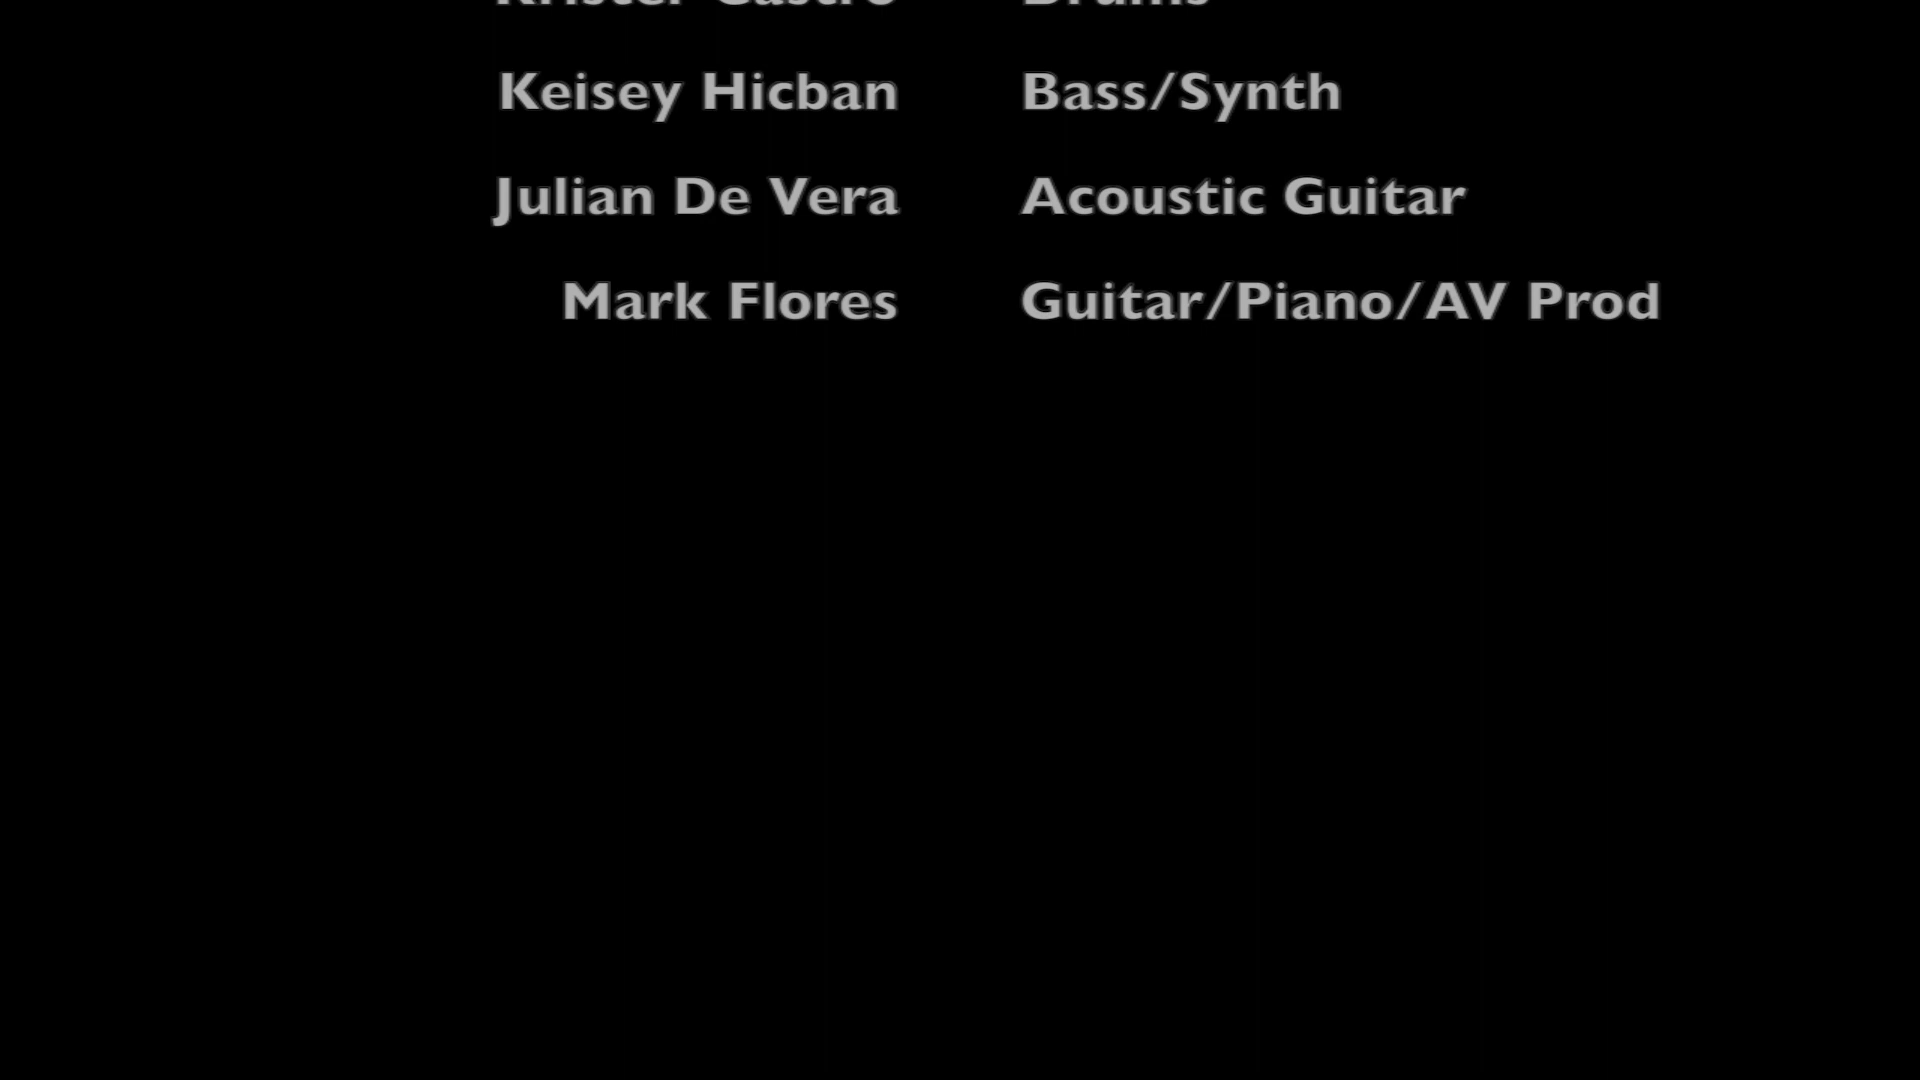 Keisey Hicban Bass/Synth
Julian De Vera Acoustic Guitar
Mark Flores Guitar/Piano/AV Prod